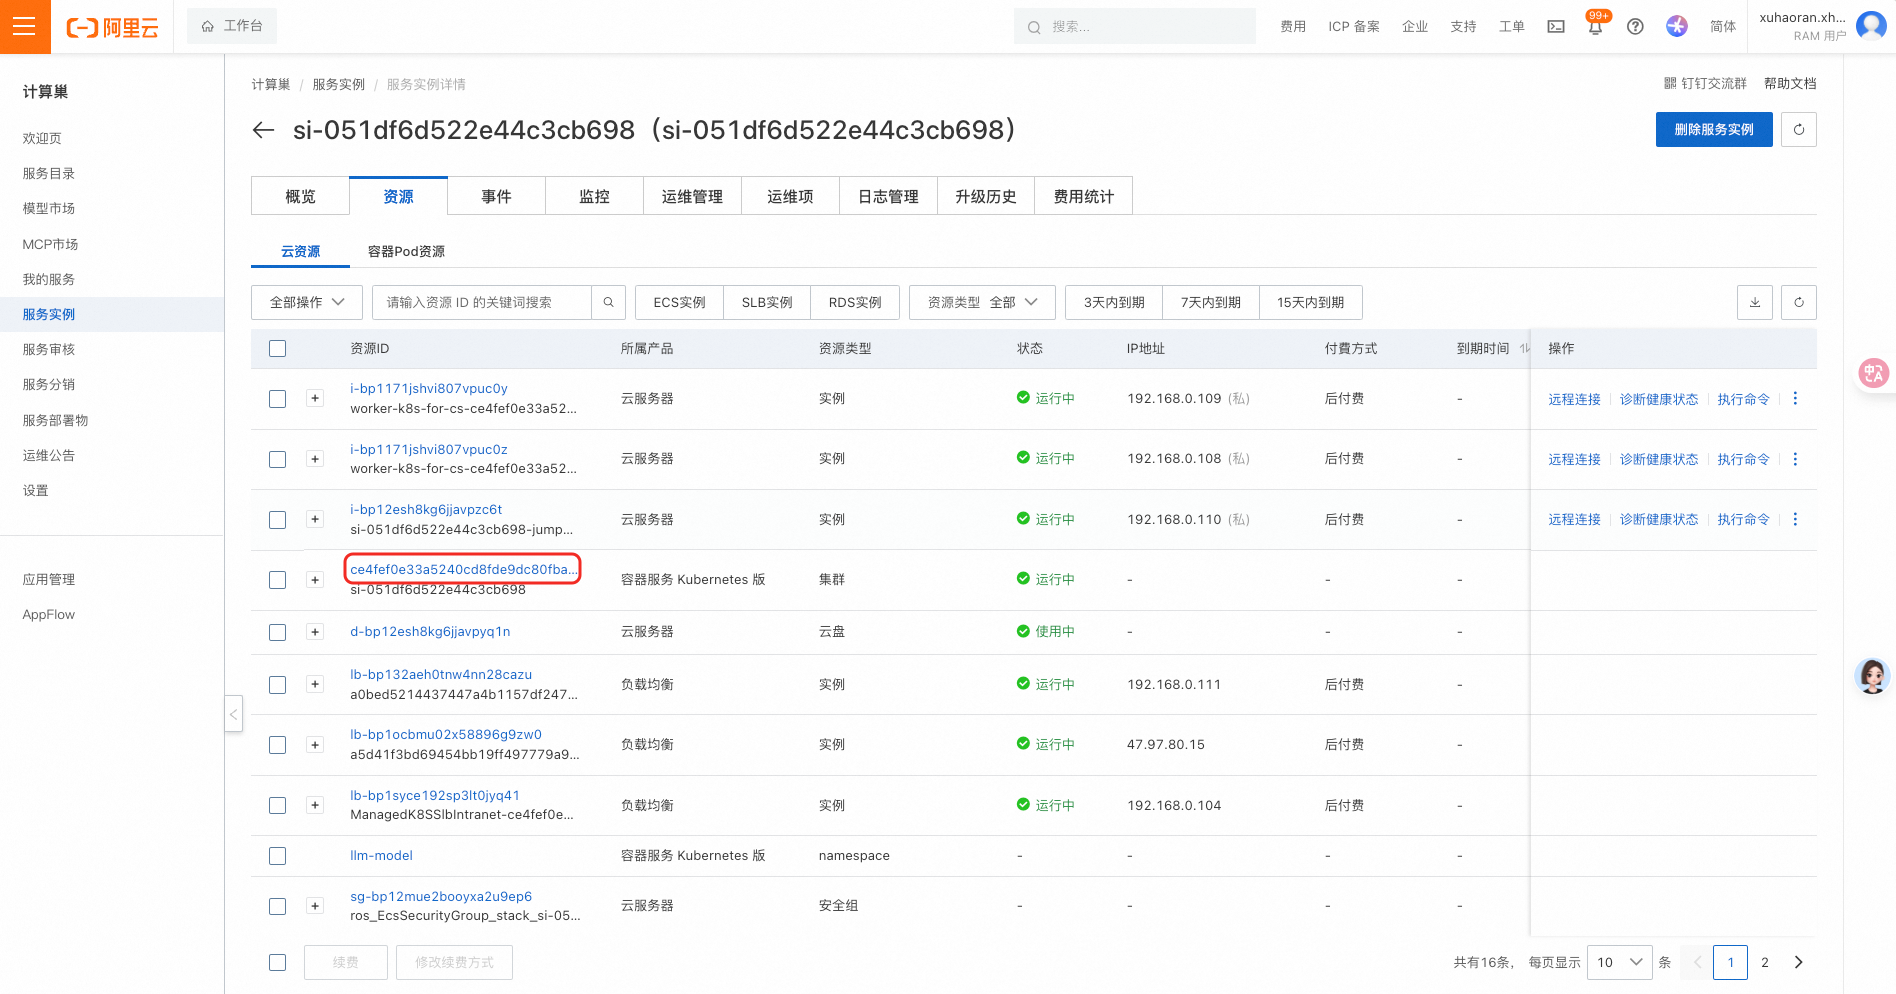 阿里云
工作台
搜索...
费用
ICP 备案
企业
支持
工单
99+
简体
xuhaoran.xh...
RAM 用户
计算巢
欢迎页
服务目录
模型市场
MCP市场
我的服务
服务实例
服务审核
服务分销
服务部署物
运维公告
设置
应用管理
AppFlow
计算巢 / 服务实例 / 服务实例详情
钉钉交流群 帮助文档
si-051df6d522e44c3cb698（si-051df6d522e44c3cb698）
删除服务实例
概览 资源 事件 监控 运维管理 运维项 日志管理 升级历史 费用统计
云资源 容器Pod资源
全部操作 请输入资源 ID 的关键词搜索 ECS实例 SLB实例 RDS实例 资源类型 全部 3天内到期 7天内到期 15天内到期
资源ID 所属产品 资源类型 状态 IP地址 付费方式 到期时间 操作
i-bp1171jshvi807vpuc0y
worker-k8s-for-cs-ce4fef0e33a52... 云服务器 实例 运行中 192.168.0.109 (私) 后付费 - 远程连接 诊断健康状态 执行命令
i-bp1171jshvi807vpuc0z
worker-k8s-for-cs-ce4fef0e33a52... 云服务器 实例 运行中 192.168.0.108 (私) 后付费 - 远程连接 诊断健康状态 执行命令
i-bp12esh8kg6jjavpzc6t
si-051df6d522e44c3cb698-jump... 云服务器 实例 运行中 192.168.0.110 (私) 后付费 - 远程连接 诊断健康状态 执行命令
ce4fef0e33a5240cd8fde9dc80fba...
si-051df6d522e44c3cb698 容器服务 Kubernetes 版 集群 运行中 - - -
d-bp12esh8kg6jjavpyq1n 云服务器 云盘 使用中 - - -
lb-bp132aeh0tnw4nn28cazu
a0bed5214437447a4b1157df247... 负载均衡 实例 运行中 192.168.0.111 后付费 -
lb-bp1ocbmu02x58896g9zw0
a5d41f3bd69454bb19ff497779a9... 负载均衡 实例 运行中 47.97.80.15 后付费 -
lb-bp1syce192sp3lt0jyq41
ManagedK8SSlbIntranet-ce4fef0e... 负载均衡 实例 运行中 192.168.0.104 后付费 -
llm-model 容器服务 Kubernetes 版 namespace - - - -
sg-bp12mue2booyxa2u9ep6
ros_EcsSecurityGroup_stack_si-05... 云服务器 安全组 - - - -
续费 修改续费方式 共有16条， 每页显示 10 条 1 2